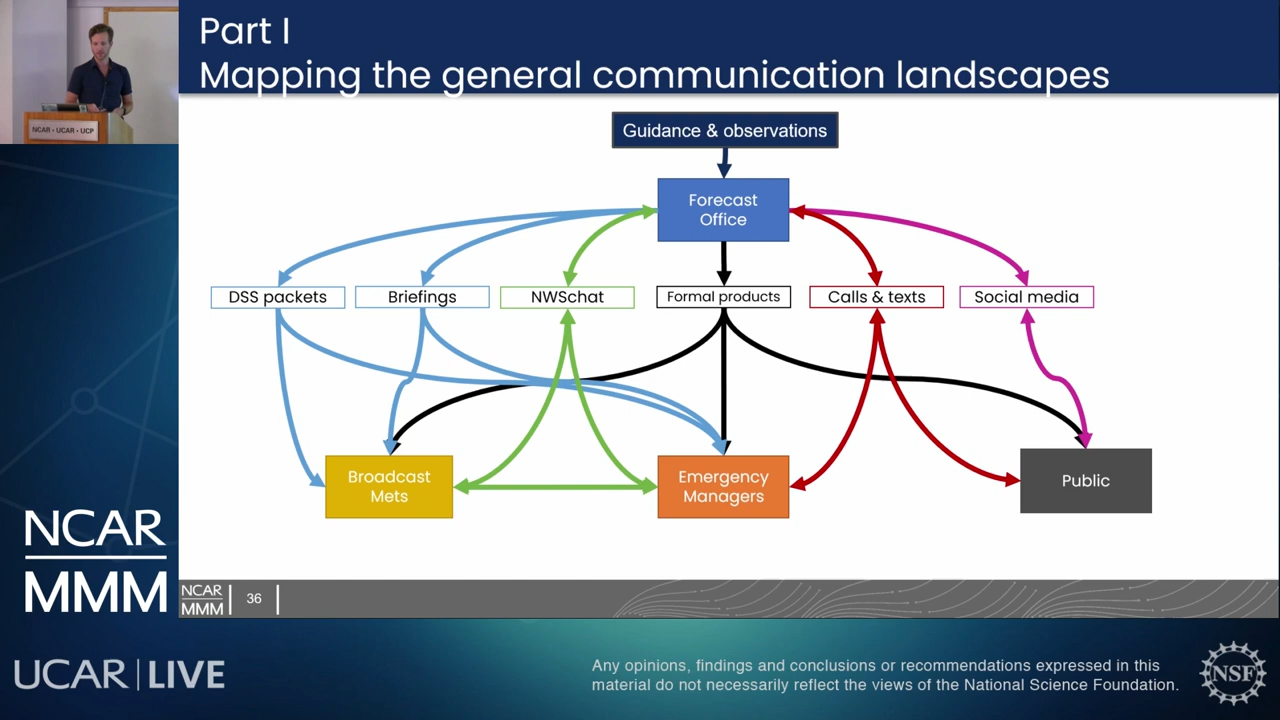 Part I
Mapping the general communication landscapes
NCAR • UCAR • UCP
Guidance & observations
Forecast
Office
DSS packets
Briefings
NWSchat
Formal products
Calls & texts
Social media
Broadcast
Mets
Emergency
Managers
Public
NCAR
MMM
NCAR
MMM
36
UCAR LIVE
Any opinions, findings and conclusions or recommendations expressed in this
material do not necessarily reflect the views of the National Science Foundation.
NSF